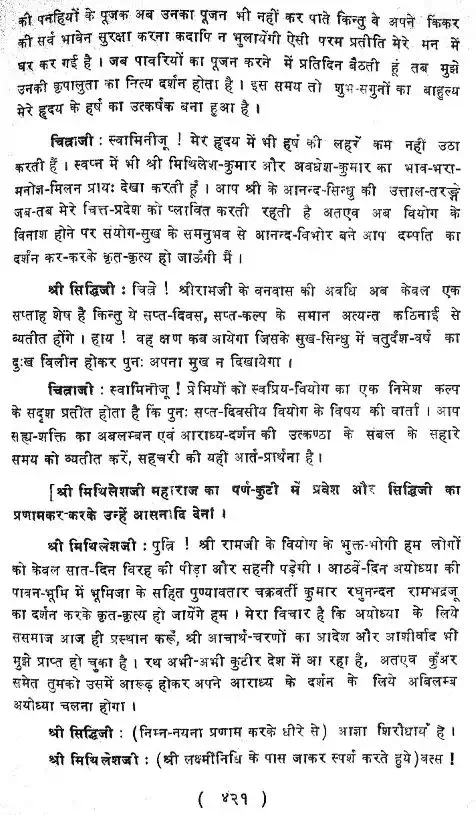 की पनहियों के पूजक अब उनका पूजन भी नहीं कर पाते किन्तु वे अपने किंकर
की सर्व भावेन सुरक्षा करना कदापि न भुलायेंगी ऐसी परम प्रतीति मेरे मन में
घर कर गई है । जब पावरियों का पूजन करने में प्रतिदिन बैठती हूं तब मुझे
उनकी कृपालुता का नित्य दर्शन होता है । इस समय तो शुभ-सगुनों का बाहुल्य
मेरे हृदय के हर्ष का उत्कर्षक बना हुआ है ।
चित्राजी : स्वामिनीजू ! मेर हृदय में भी हर्ष की लहरें कम नहीं उठा
करती हैं । स्वप्न में भी श्री मिथिलेश-कुमार और अवधेश-कुमार का भाव-भरा-
मनोज्ञ-मिलन प्रायः देखा करती हूँ । आप श्री के आनन्द-सिन्धु की उत्ताल-तरङ्गे
जब-तब मेरे चित्त-प्रदेश को प्लावित करती रहती है अतएव अब वियोग के
विनाश होने पर संयोग-सुख के समनुभव से आनन्द-विभोर बने आप दम्पति का
दर्शन कर-करके कृत-कृत्य हो जाऊँगी मैं ।
श्री सिद्धिजी : चित्रे ! श्रीरामजी के वनवास की अवधि अब केवल एक
सप्ताह शेष है किन्तु ये सप्त-दिवस, सप्त-कल्प के समान अत्यन्त कठिनाई से
व्यतीत होंगे । हाय ! वह क्षण कब आयेगा जिसके सुख-सिन्धु में चतुर्दश-वर्ष का
दुःख विलीन होकर पुनः अपना मुख न दिखायेगा ।
चित्राजी : स्वामिनीजू ! प्रेमियों को स्वप्रिय-वियोग का एक निमेश कल्प
के सदृश प्रतीत होता है कि पुनः सप्त-दिवसीय वियोग के विषय की वार्ता । आप
सह्य-शक्ति का अवलम्बन एवं आराध्य-दर्शन की उत्कण्ठा के संबल के सहारे
समय को व्यतीत करें, सहचरी की यही आर्त-प्रार्थना है ।
[श्री मिथिलेशजी महाराज का पर्ण-कुटी में प्रवेश और सिद्धिजी का
प्रणामकर-करके उन्हें आसनादि देना ।
श्री मिथिलेशजी : पुत्रि ! श्री रामजी के वियोग के भुक्त-भोगी हम लोगों
को केवल सात-दिन विरह की पीड़ा और सहनी पड़ेगी । आठवें-दिन अयोध्या की
पावन-भूमि में भूमिजा के सहित पुण्यावतार चक्रवर्ती कुमार रघुनन्दन रामभद्रजू
का दर्शन करके कृत-कृत्य हो जायेंगे हम । मेरा विचार है कि अयोध्या के लिये
ससमाज आज ही प्रस्थान करूँ, श्री आचार्य-चरणों का आदेश और आशीर्वाद भी
मुझे प्राप्त हो चुका है । रथ अभी-अभी कुटीर देश में आ रहा है, अतएव कुँअर
समेत तुमको उसमें आरूढ़ होकर अपने आराध्य के दर्शन के लिये अबिलम्ब
अयोध्या चलना होगा ।
श्री सिद्धिजी : (निम्न-नयना प्रणाम करके धीरे से) आज्ञा शिरोधार्य है ।
श्री मिथिलेशजी : (श्री लक्ष्मीनिधि के पास जाकर स्पर्श करते हुये) वत्स !
( ४२१ )